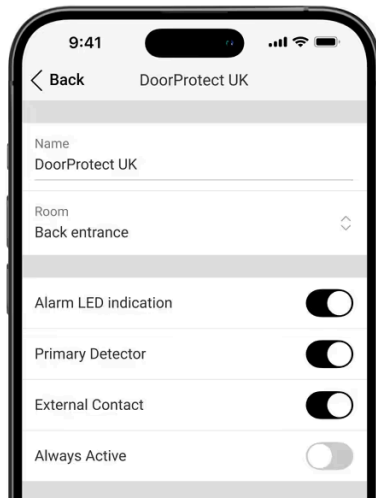 9:41
Back
DoorProtect UK
Name
DoorProtect UK
Room
Back entrance
Alarm LED indication
Primary Detector
External Contact
Always Active